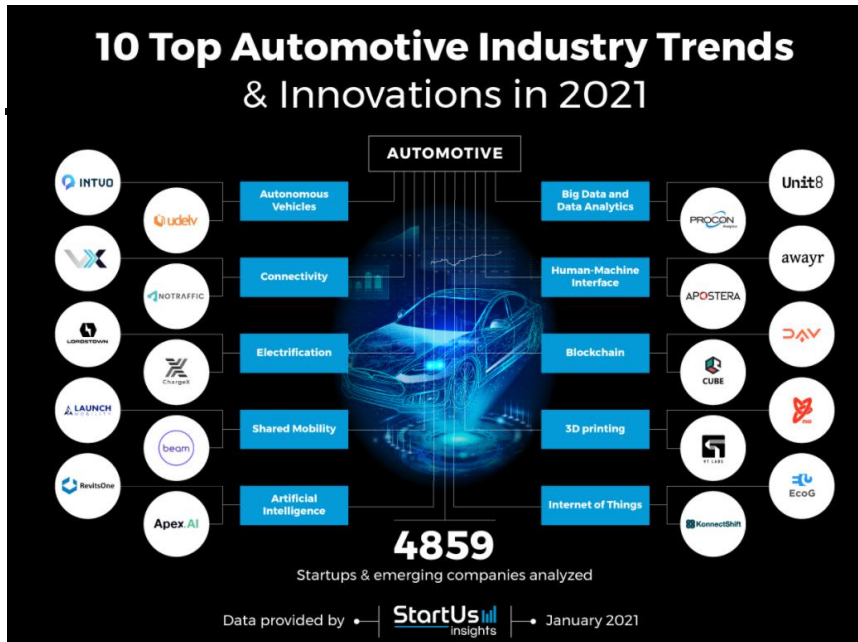 10 Top Automotive Industry Trends
& Innovations in 2021
AUTOMOTIVE
INTUO
udelv
Autonomous
Vehicles
Big Data and
Data Analytics
Unit8
PROCON
Analytics
VX
NOTRAFFIC
Connectivity
Human-Machine
Interface
awayr
APOSTERA
LORDSTOWN
ChargeX
Electrification
Blockchain
DAV
CUBE
LAUNCH
MOBILITY
beam
Shared Mobility
3D printing
RevitsOne
Apex.AI
Artificial
Intelligence
Internet of Things
EcoG
KonnectShift
4859
Startups & emerging companies analyzed
Data provided by
StartUs
insights
January 2021